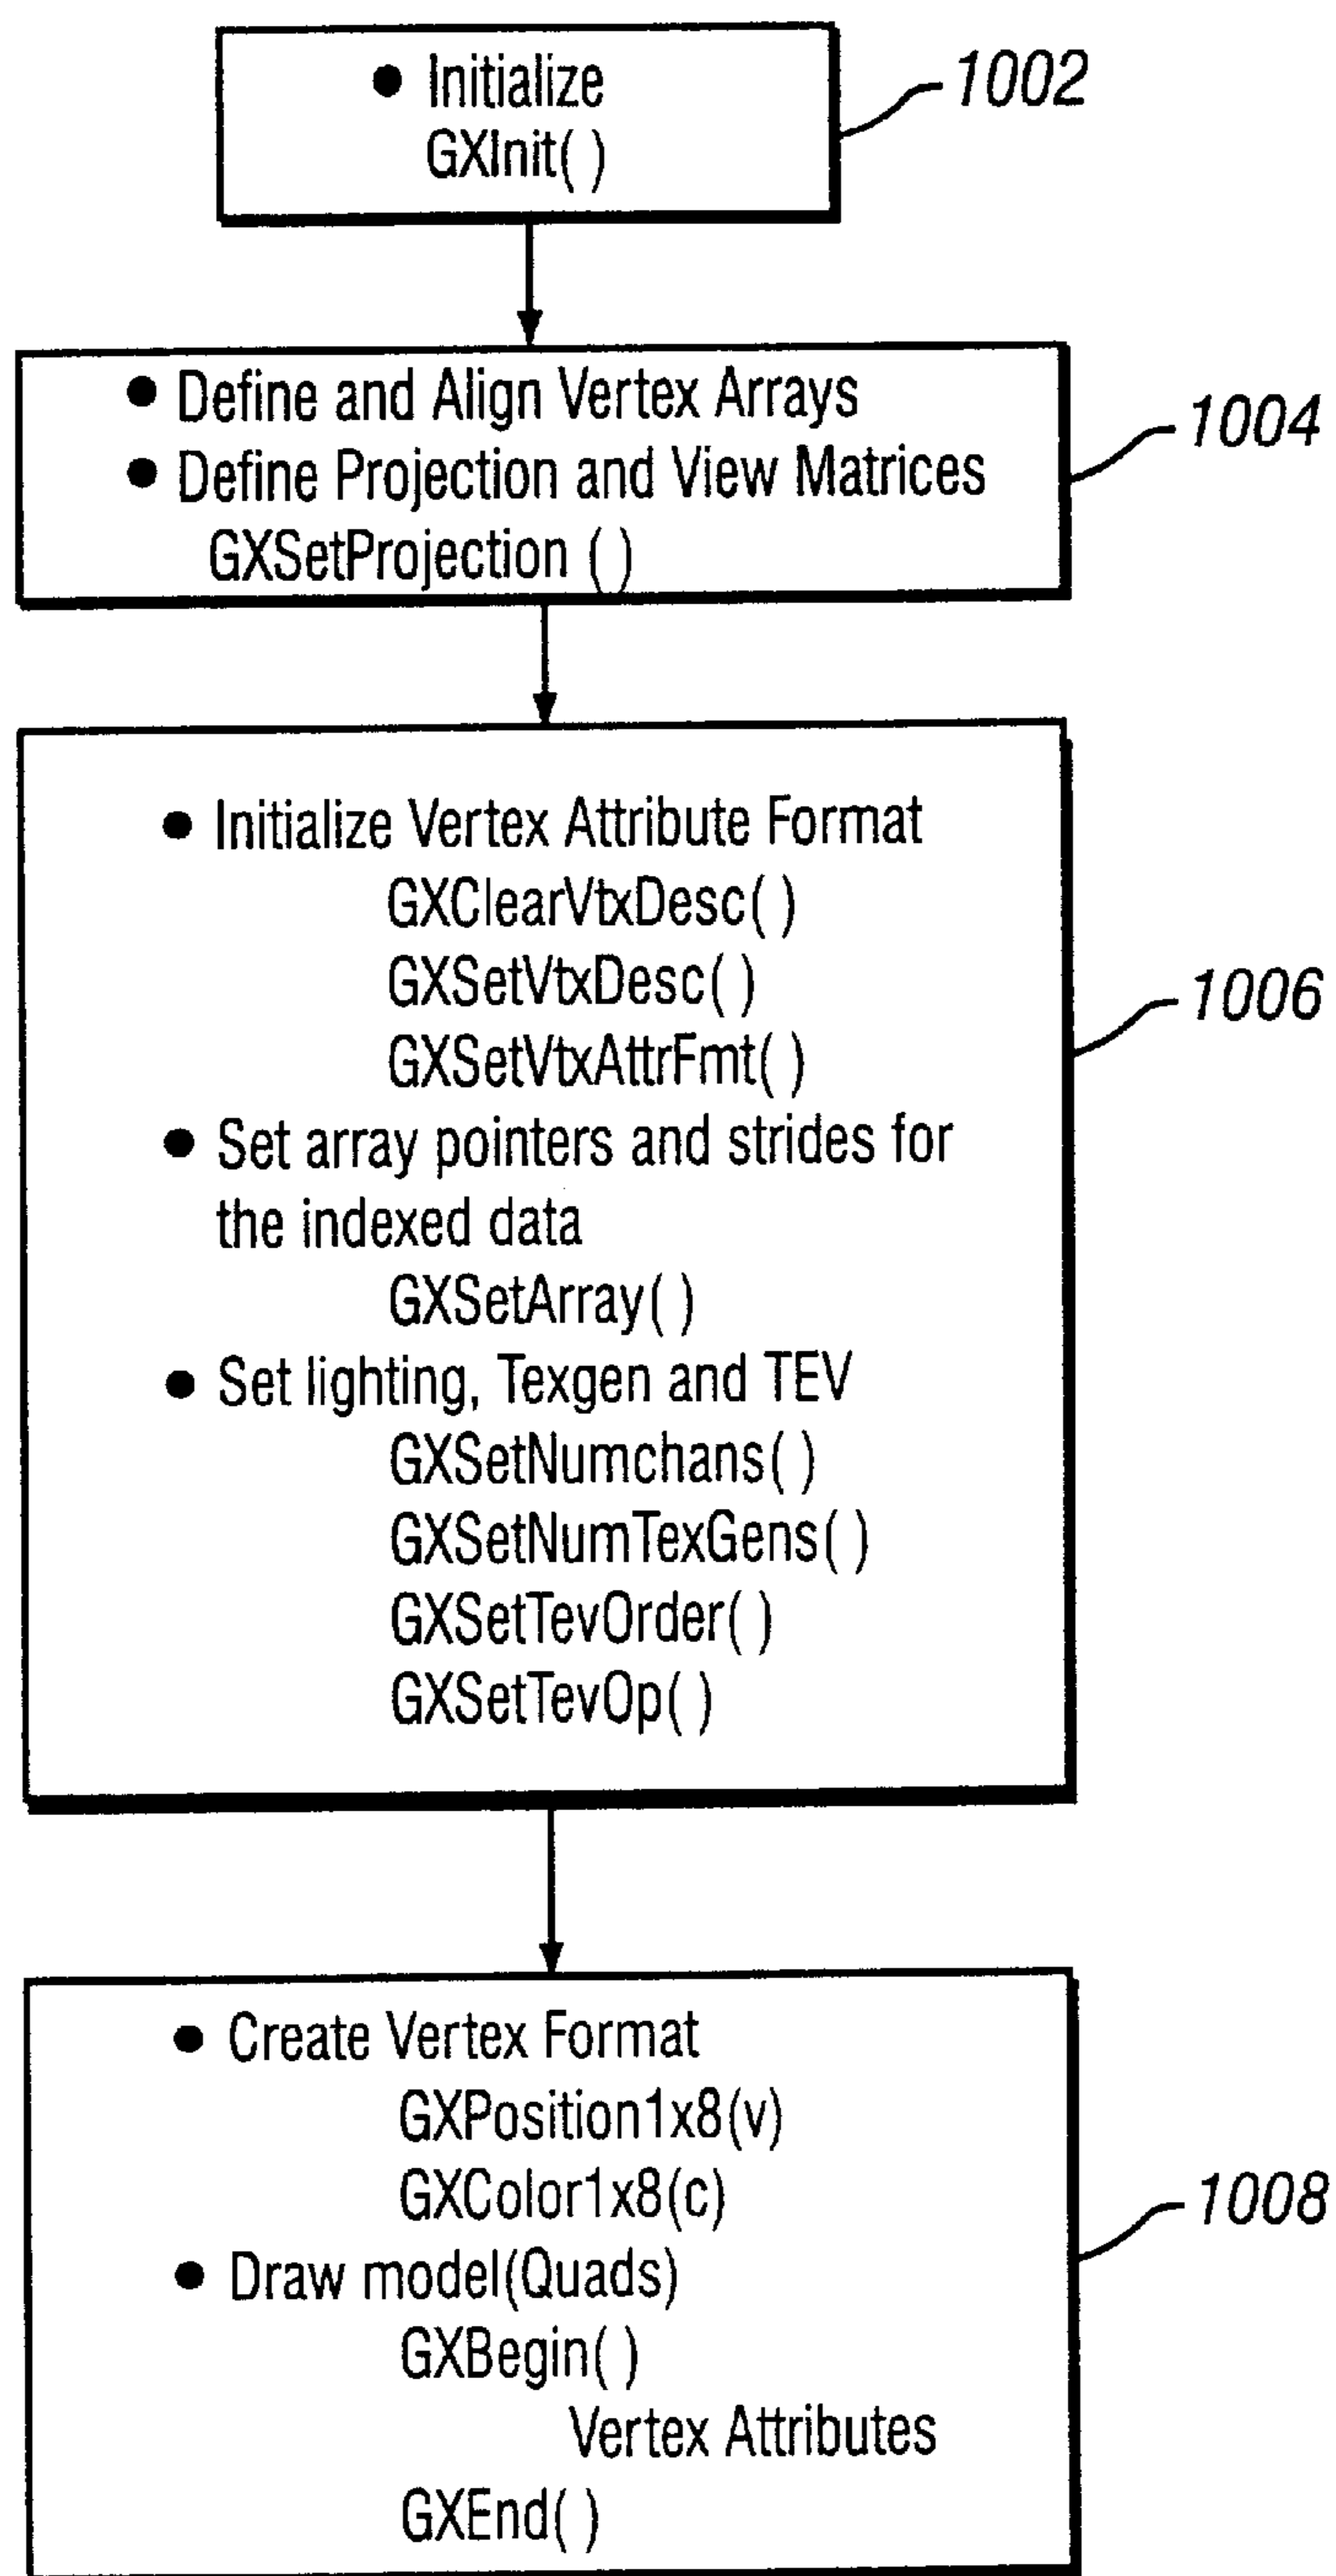 • Initialize
GXInit( )
1002
• Define and Align Vertex Arrays
• Define Projection and View Matrices
GXSetProjection ( )
1004
• Initialize Vertex Attribute Format
GXClearVtxDesc( )
GXSetVtxDesc( )
GXSetVtxAttrFmt( )
• Set array pointers and strides for
the indexed data
GXSetArray( )
• Set lighting, Texgen and TEV
GXSetNumchans( )
GXSetNumTexGens( )
GXSetTevOrder( )
GXSetTevOp( )
1006
• Create Vertex Format
GXPosition1x8(v)
GXColor1x8(c)
• Draw model(Quads)
GXBegin( )
Vertex Attributes
GXEnd( )
1008